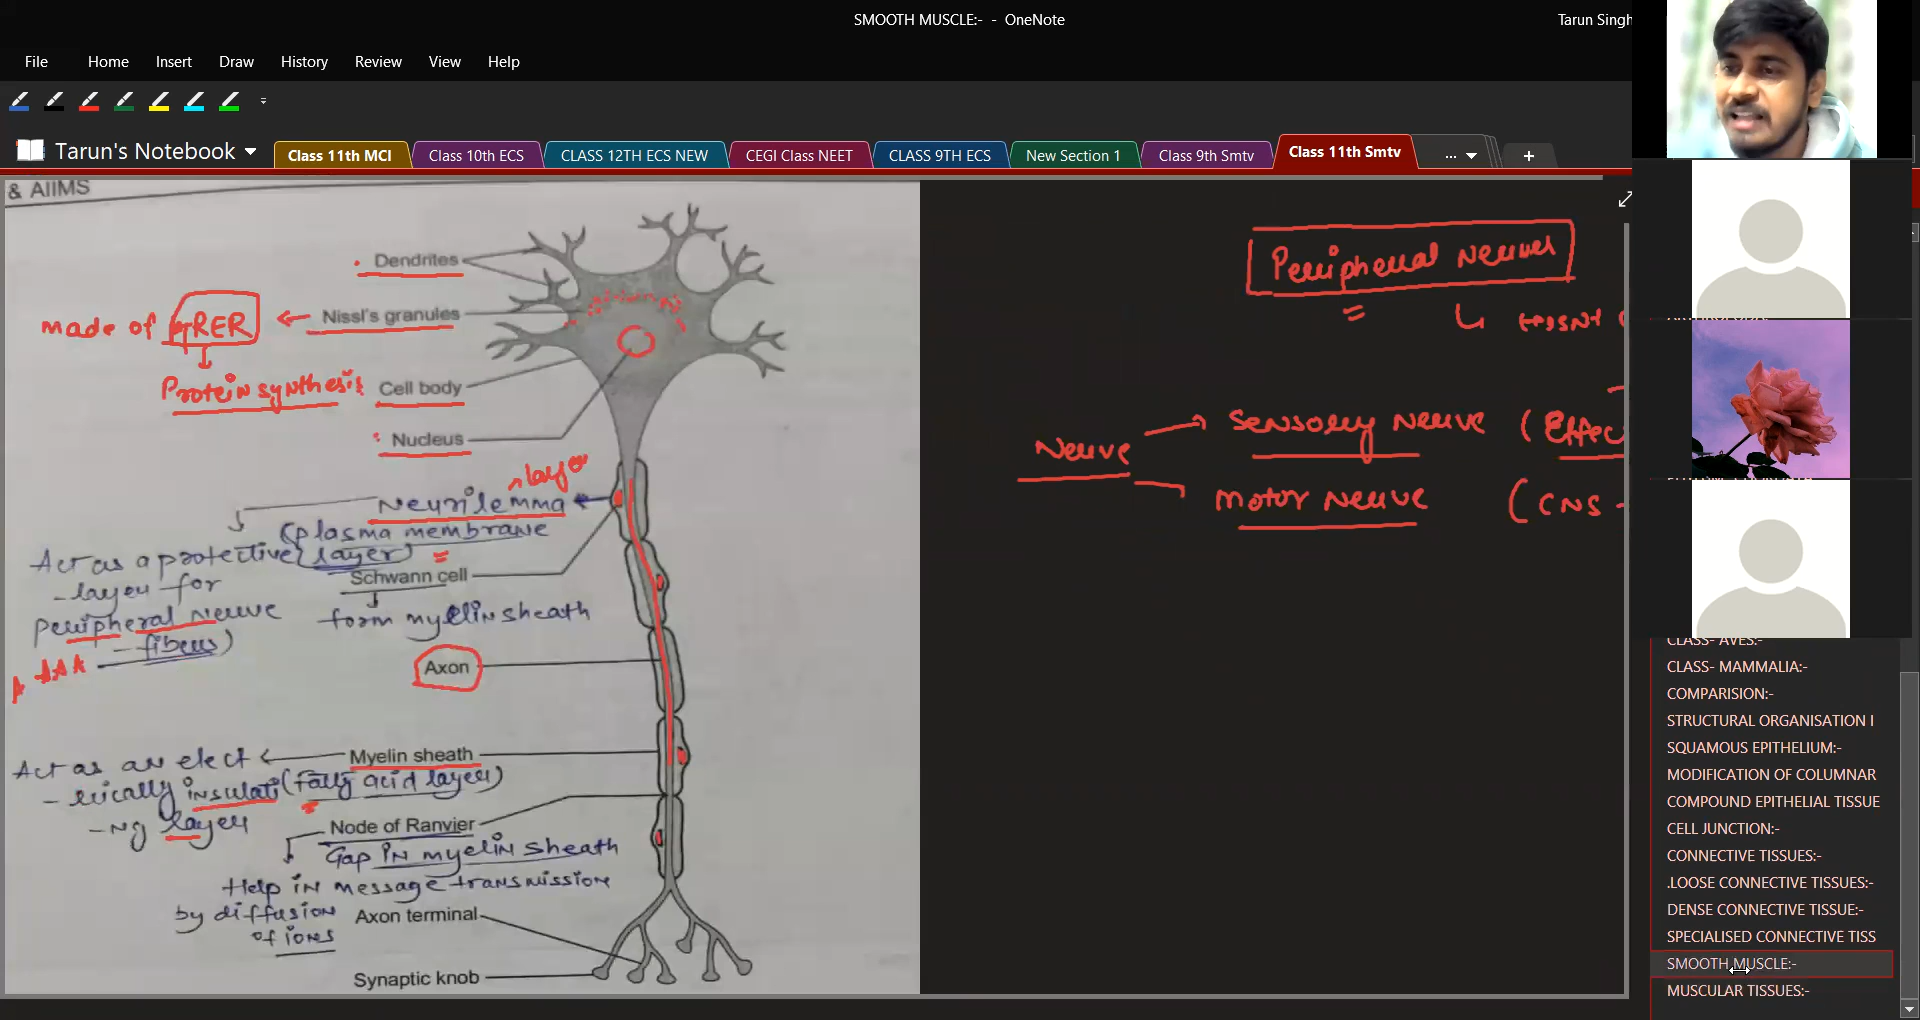 SMOOTH MUSCLE:- - OneNote
Tarun Singh
File Home Insert Draw History Review View Help
Tarun's Notebook
Class 11th MCI
Class 10th ECS
CLASS 12TH ECS NEW
CEGI Class NEET
CLASS 9TH ECS
New Section 1
Class 9th Smtv
Class 11th Smtv
...
+
& AIIMS
Dendrites
made of RER ← Nissl's granules
Protein synthesis
Cell body
Nucleus
layer
Neurilemma
(plasma membrane
layer)
Act as a protective
-layer for
peripheral nerve
- fibers)
Schwann cell
form myelin sheath
Axon
Myelin sheath
(fatty acid layer)
Act as an elect
- rically insulati
-ng layer
Node of Ranvier
Gap in myelin sheath
Help in message transmission
by diffusion
of ions
Axon terminal
Synaptic knob
Peripheral Nerves
Nerve
Sensory Nerve (Effec
Motor Nerve (CNS -
CLASS- AVES:-
CLASS- MAMMALIA:-
COMPARISION:-
STRUCTURAL ORGANISATION I
SQUAMOUS EPITHELIUM:-
MODIFICATION OF COLUMNAR
COMPOUND EPITHELIAL TISSUE
CELL JUNCTION:-
CONNECTIVE TISSUES:-
.LOOSE CONNECTIVE TISSUES:-
DENSE CONNECTIVE TISSUE:-
SPECIALISED CONNECTIVE TISS
SMOOTH MUSCLE:-
MUSCULAR TISSUES:-